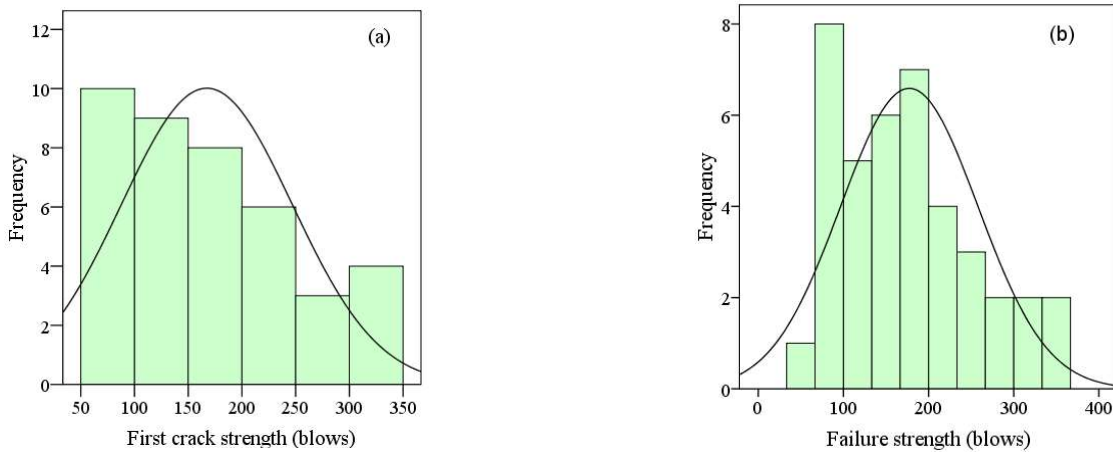 (a)
12
10
8
6
4
2
0
Frequency
50 100 150 200 250 300 350
First crack strength (blows)
(b)
8
6
4
2
0
Frequency
0 100 200 300 400
Failure strength (blows)